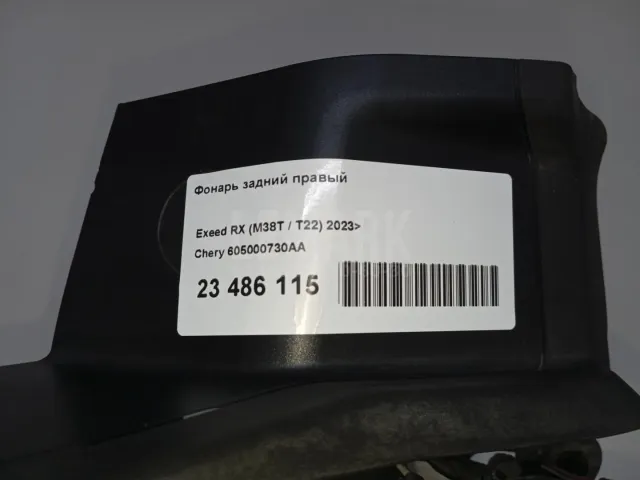 Фонарь задний правый
Exeed RX (M38T / T22) 2023>
Chery 605000730AA
23 486 115